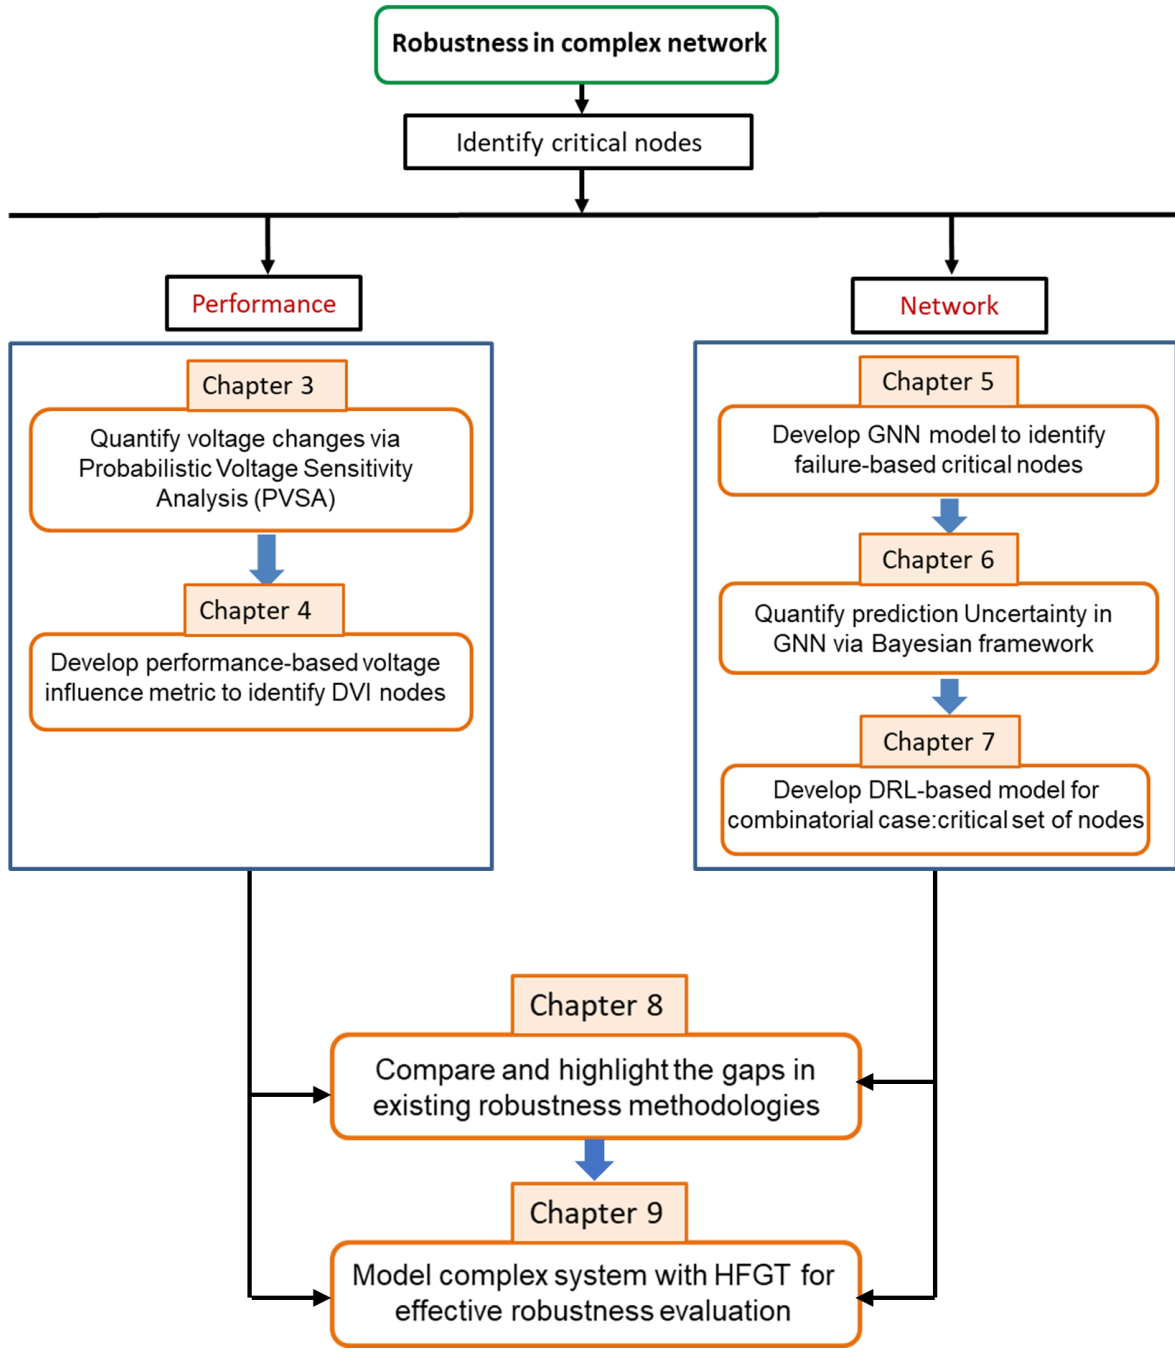 Robustness in complex network
Identify critical nodes
Performance
Chapter 3
Quantify voltage changes via
Probabilistic Voltage Sensitivity
Analysis (PVSA)
Chapter 4
Develop performance-based voltage
influence metric to identify DVI nodes
Network
Chapter 5
Develop GNN model to identify
failure-based critical nodes
Chapter 6
Quantify prediction Uncertainty in
GNN via Bayesian framework
Chapter 7
Develop DRL-based model for
combinatorial case:critical set of nodes
Chapter 8
Compare and highlight the gaps in
existing robustness methodologies
Chapter 9
Model complex system with HFGT for
effective robustness evaluation